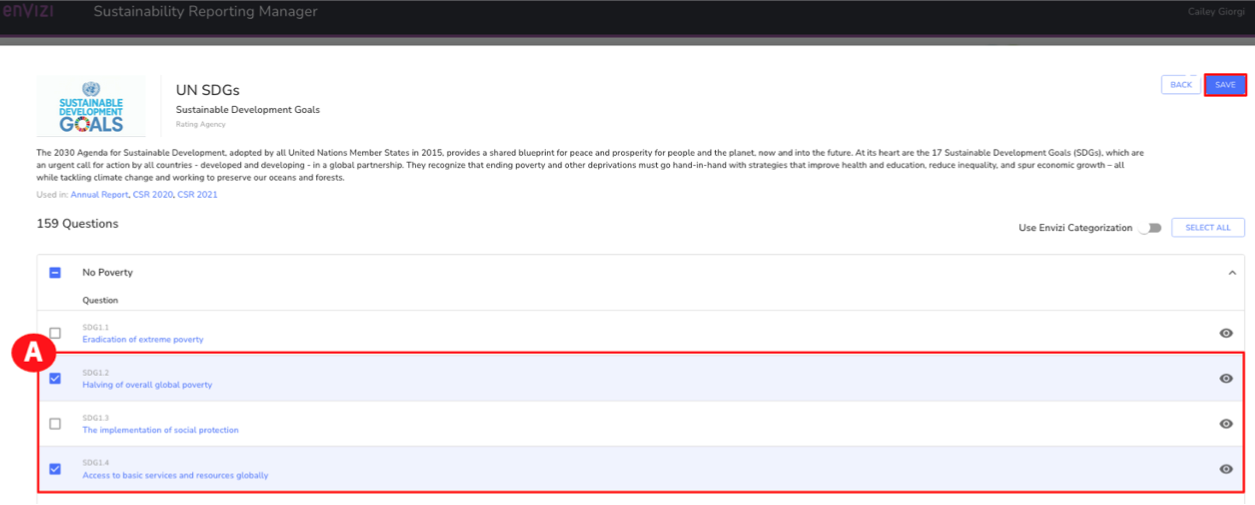 enVIZI Sustainability Reporting Manager Cailey Giorgi
SUSTAINABLE
DEVELOPMENT
GOALS
UN SDGs
Sustainable Development Goals
Rating Agency
BACK SAVE
The 2030 Agenda for Sustainable Development, adopted by all United Nations Member States in 2015, provides a shared blueprint for peace and prosperity for people and the planet, now and into the future. At its heart are the 17 Sustainable Development Goals (SDGs), which are
an urgent call for action by all countries - developed and developing - in a global partnership. They recognize that ending poverty and other deprivations must go hand-in-hand with strategies that improve health and education, reduce inequality, and spur economic growth – all
while tackling climate change and working to preserve our oceans and forests.
Used in: Annual Report, CSR 2020, CSR 2021
159 Questions
Use Envizi Categorization SELECT ALL
No Poverty
Question
SDG1.1
Eradication of extreme poverty
A
SDG1.2
Halving of overall global poverty
SDG1.3
The implementation of social protection
SDG1.4
Access to basic services and resources globally